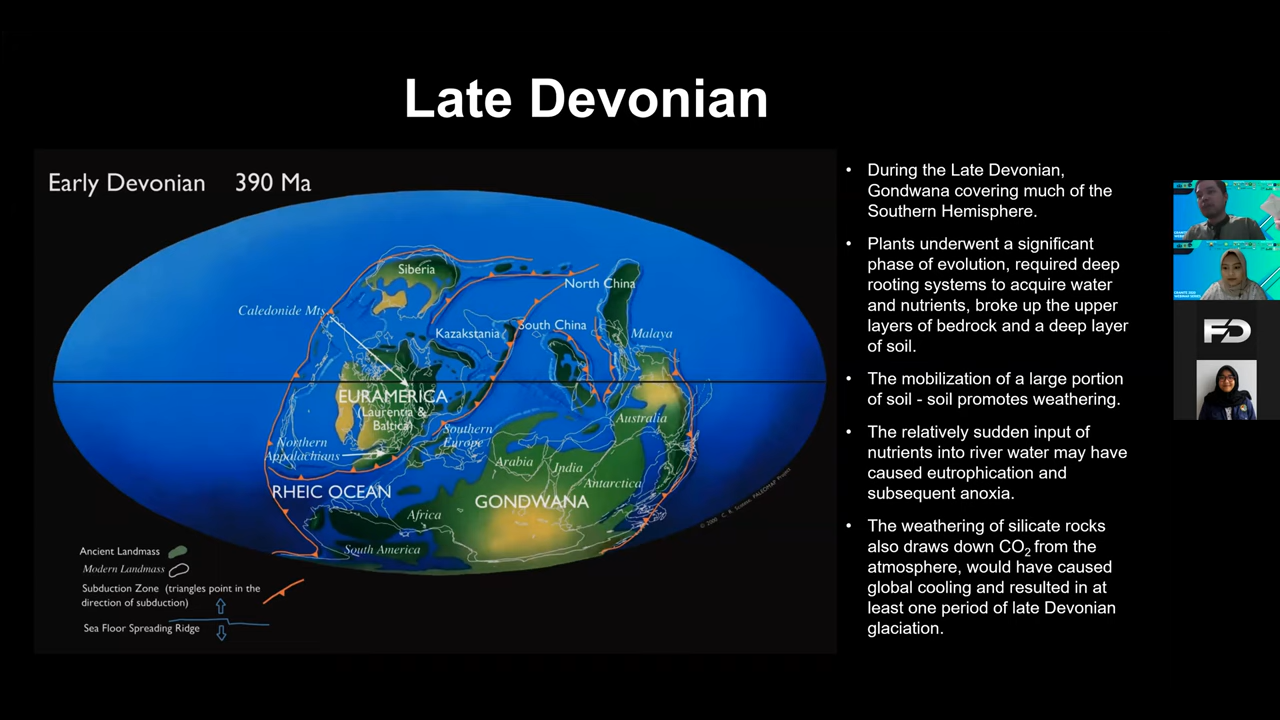 Late Devonian
Early Devonian 390 Ma
Siberia
North China
Caledonide Mts.
South China
Kazakstania
Malaya
EURAMERICA
(Laurentia &
Baltica)
Australia
Southern
Europe
Northern
Appalachians
Arabia
India
Antarctica
RHEIC OCEAN
GONDWANA
Africa
South America
Ancient Landmass
Modern Landmass
Subduction Zone (triangles point in the
direction of subduction)
Sea Floor Spreading Ridge
• During the Late Devonian,
Gondwana covering much of the
Southern Hemisphere.
• Plants underwent a significant
phase of evolution, required deep
rooting systems to acquire water
and nutrients, broke up the upper
layers of bedrock and a deep layer
of soil.
• The mobilization of a large portion
of soil - soil promotes weathering.
• The relatively sudden input of
nutrients into river water may have
caused eutrophication and
subsequent anoxia.
• The weathering of silicate rocks
also draws down CO2 from the
atmosphere, would have caused
global cooling and resulted in at
least one period of late Devonian
glaciation.
FD